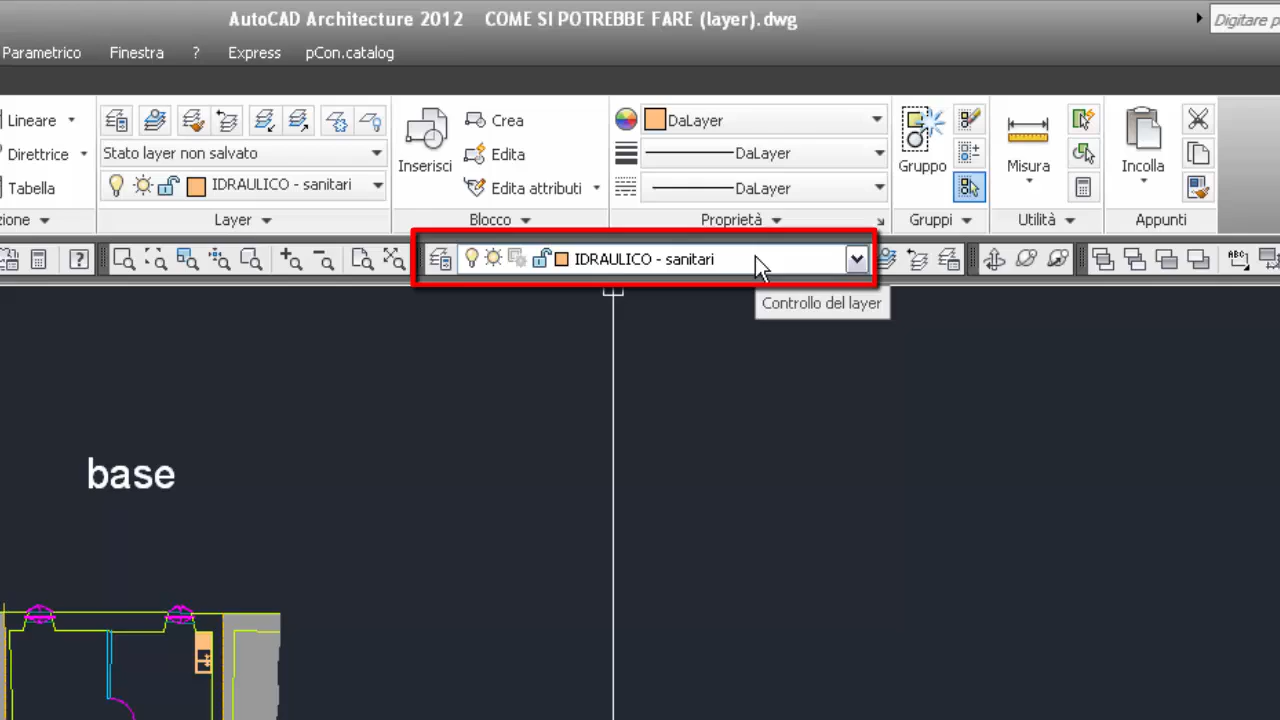 AutoCAD Architecture 2012 COME SI POTREBBE FARE (layer).dwg
Digitare p
Parametrico Finestra ? Express pCon.catalog
Lineare
Direttrice
Tabella
zione
Stato layer non salvato
IDRAULICO - sanitari
Layer
Inserisci
Crea
Edita
Edita attributi
Blocco
DaLayer
DaLayer
DaLayer
Proprietà
Gruppo
Gruppi
Misura
Utilità
Incolla
Appunti
IDRAULICO - sanitari
ABC
Controllo del layer
base